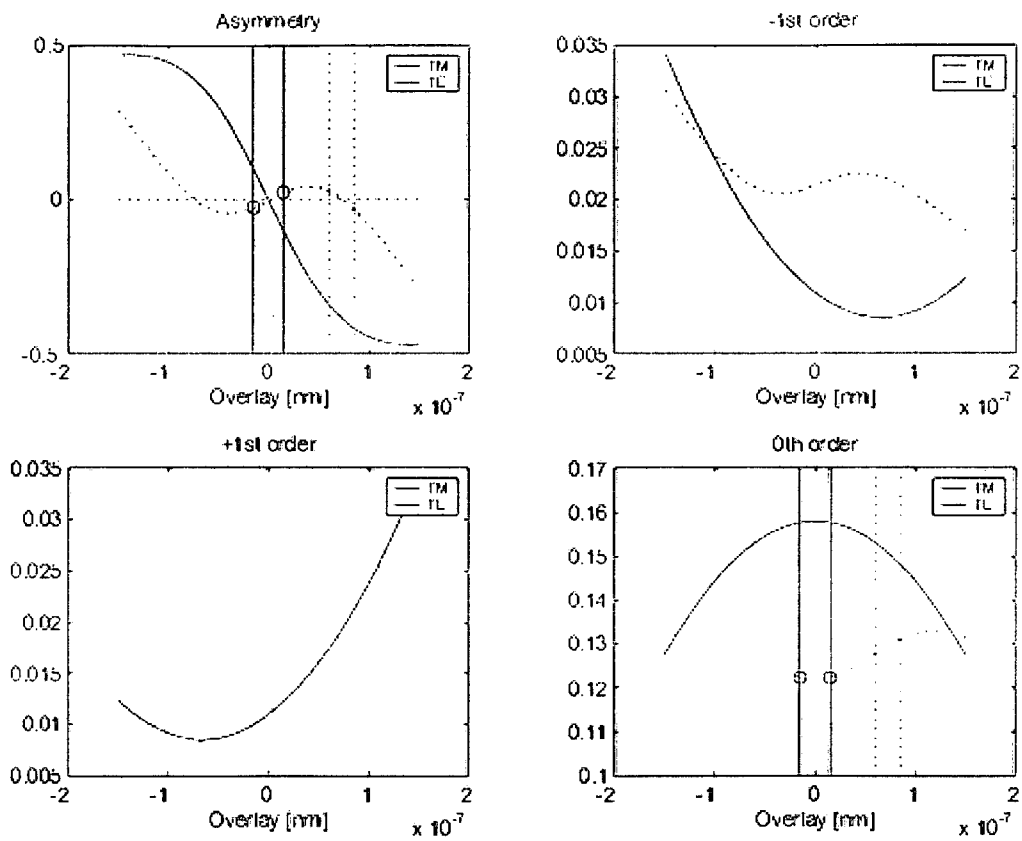 Asymmetry
0.5
0
-0.5
-2
-1
0
1
2
Overlay [nm]
x 10-7
TM
TE
-1st order
0.035
0.03
0.025
0.02
0.015
0.01
0.005
-2
-1
0
1
2
Overlay [nm]
x 10-7
TM
TE
+1st order
0.035
0.03
0.025
0.02
0.015
0.01
0.005
-2
-1
0
1
2
Overlay [nm]
x 10-7
TM
TE
0th order
0.17
0.16
0.15
0.14
0.13
0.12
0.11
0.1
-2
-1
0
1
2
Overlay [nm]
x 10-7
TM
TE